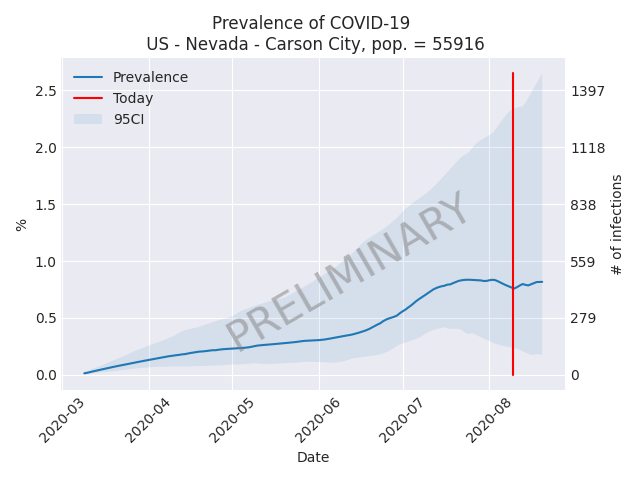 Prevalence of COVID-19
US - Nevada - Carson City, pop. = 55916
Prevalence
Today
95CI
%
2.5
2.0
1.5
1.0
0.5
0.0
1397
1118
838
559
279
0
# of infections
PRELIMINARY
2020-03
2020-04
2020-05
2020-06
2020-07
2020-08
Date